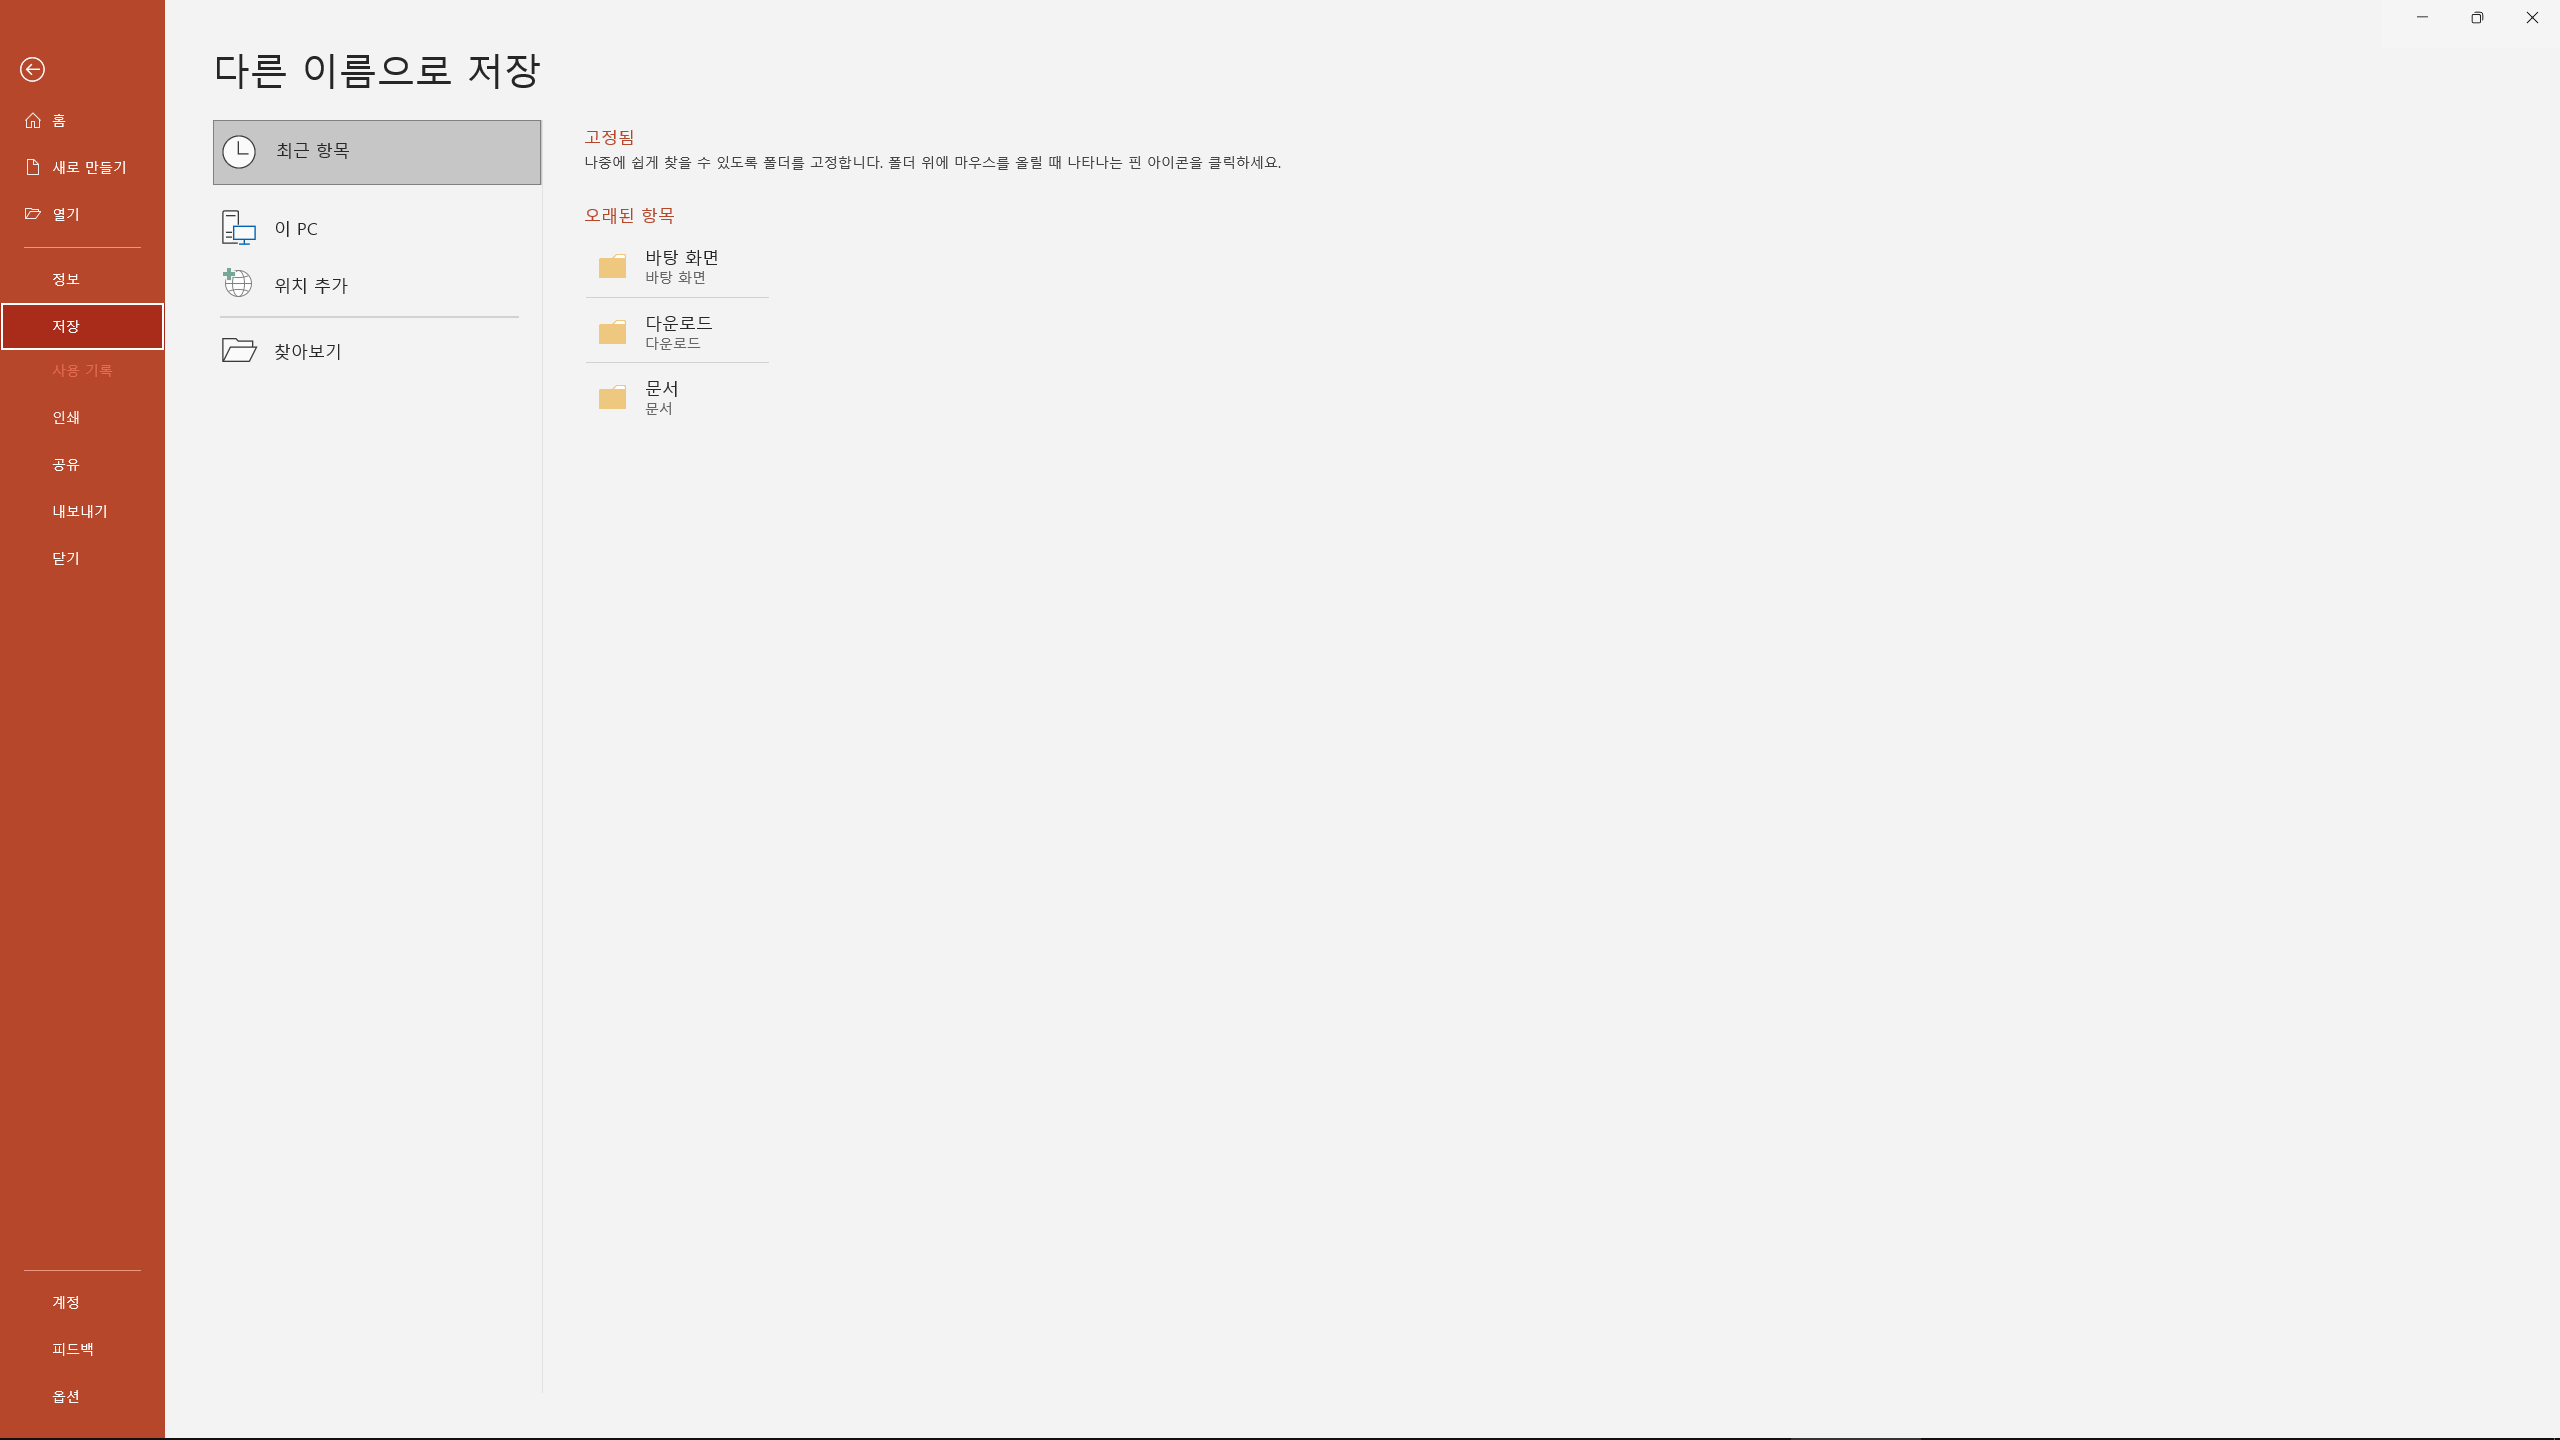 홈
새로 만들기
열기
정보
저장
사용 기록
인쇄
공유
내보내기
닫기
계정
피드백
옵션
다른 이름으로 저장
최근 항목
이 PC
위치 추가
찾아보기
고정됨
나중에 쉽게 찾을 수 있도록 폴더를 고정합니다. 폴더 위에 마우스를 올릴 때 나타나는 핀 아이콘을 클릭하세요.
오래된 항목
바탕 화면
바탕 화면
다운로드
다운로드
문서
문서